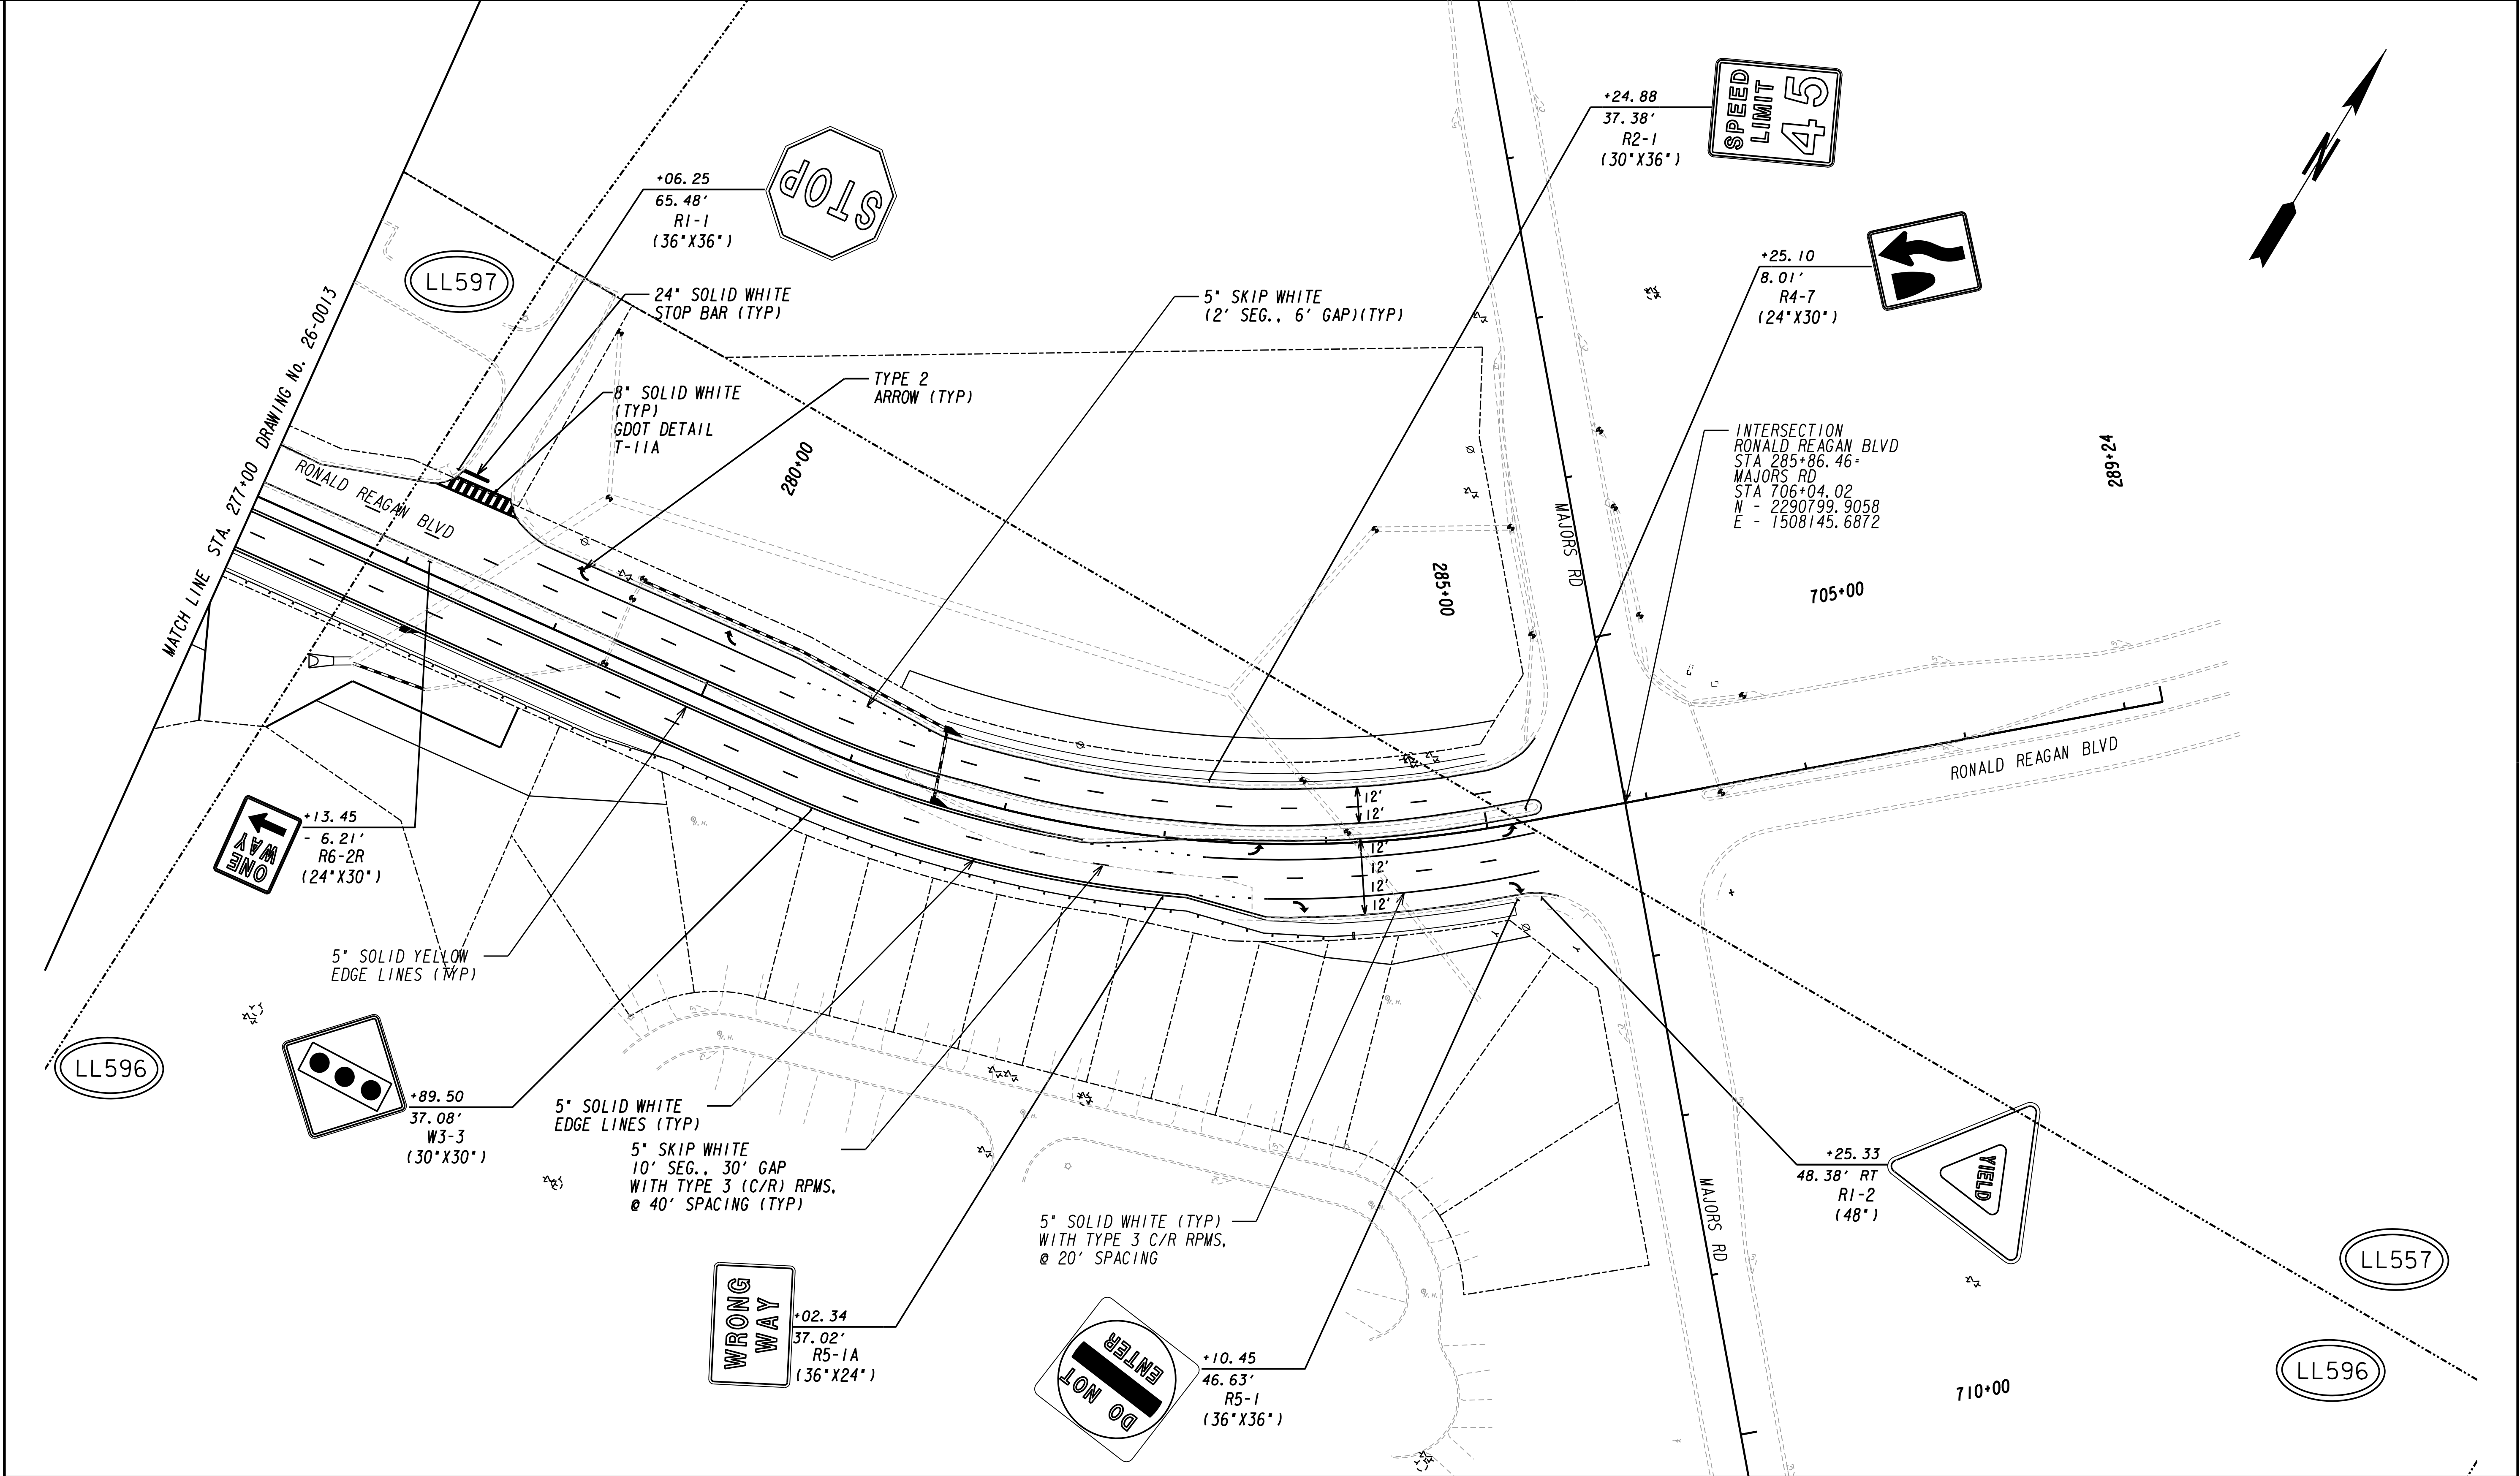 +24.88
37.38'
R2-1
(30"X36")
SPEED
LIMIT
45
+06.25
65.48'
R1-1
(36"X36")
STOP
N
LL597
24" SOLID WHITE
STOP BAR (TYP)
5" SKIP WHITE
(2' SEG., 6' GAP)(TYP)
+25.10
8.01'
R4-7
(24"X30")
8" SOLID WHITE
(TYP)
GDOT DETAIL
T-11A
TYPE 2
ARROW (TYP)
INTERSECTION
RONALD REAGAN BLVD
STA 285+86.46=
MAJORS RD
STA 706+04.02
N - 2290799.9058
E - 1508145.6872
289+24
MATCH LINE STA. 277+00 DRAWING No. 26-0013
RONALD REAGAN BLVD
280+00
285+00
MAJORS RD
705+00
RONALD REAGAN BLVD
12'
12'
12'
12'
12'
12'
ONE
WAY
+13.45
- 6.21'
R6-2R
(24"X30")
5" SOLID YELLOW
EDGE LINES (TYP)
LL596
+89.50
37.08'
W3-3
(30"X30")
5" SOLID WHITE
EDGE LINES (TYP)
5" SKIP WHITE
10' SEG., 30' GAP
WITH TYPE 3 (C/R) RPMS,
@ 40' SPACING (TYP)
5" SOLID WHITE (TYP)
WITH TYPE 3 C/R RPMS,
@ 20' SPACING
+25.33
48.38' RT
R1-2
(48")
YIELD
MAJORS RD
WRONG
WAY
+02.34
37.02'
R5-1A
(36"X24")
DO NOT
ENTER
+10.45
46.63'
R5-1
(36"X36")
LL557
LL596
710+00